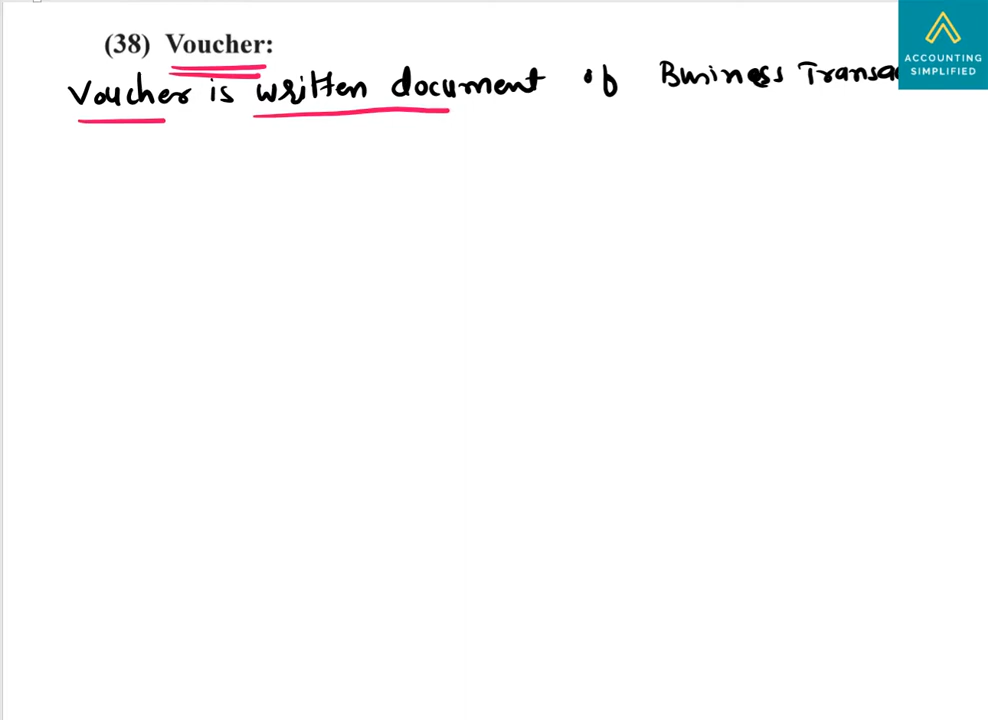 (38) Voucher:
Voucher is written document of Business Transa
ACCOUNTING
SIMPLIFIED